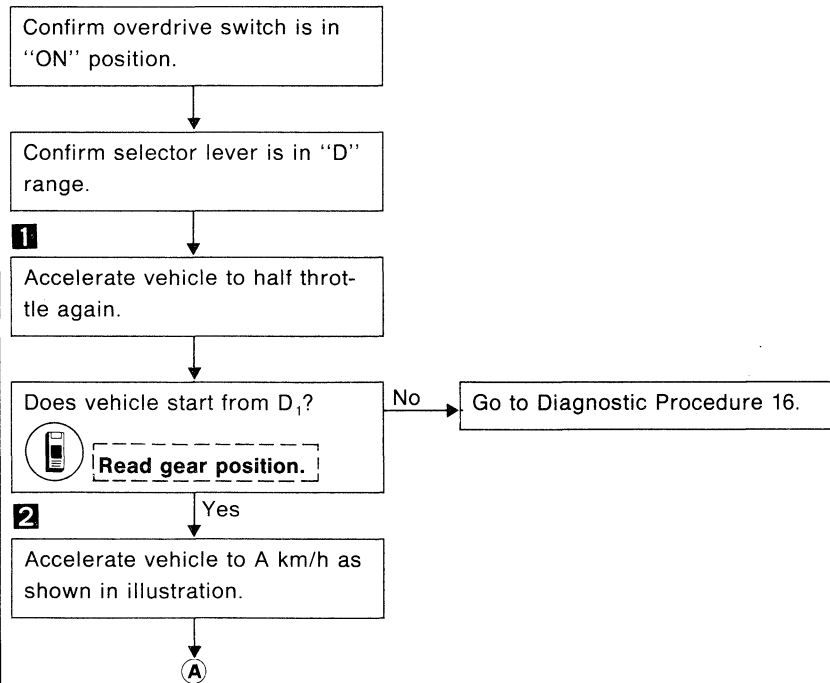 Confirm overdrive switch is in
‘‘ON’’ position.
Confirm selector lever is in ‘‘D’’
range.
1
Accelerate vehicle to half throt-
tle again.
Does vehicle start from D₁?
No
Go to Diagnostic Procedure 16.
Read gear position.
Yes
2
Accelerate vehicle to A km/h as
shown in illustration.
A